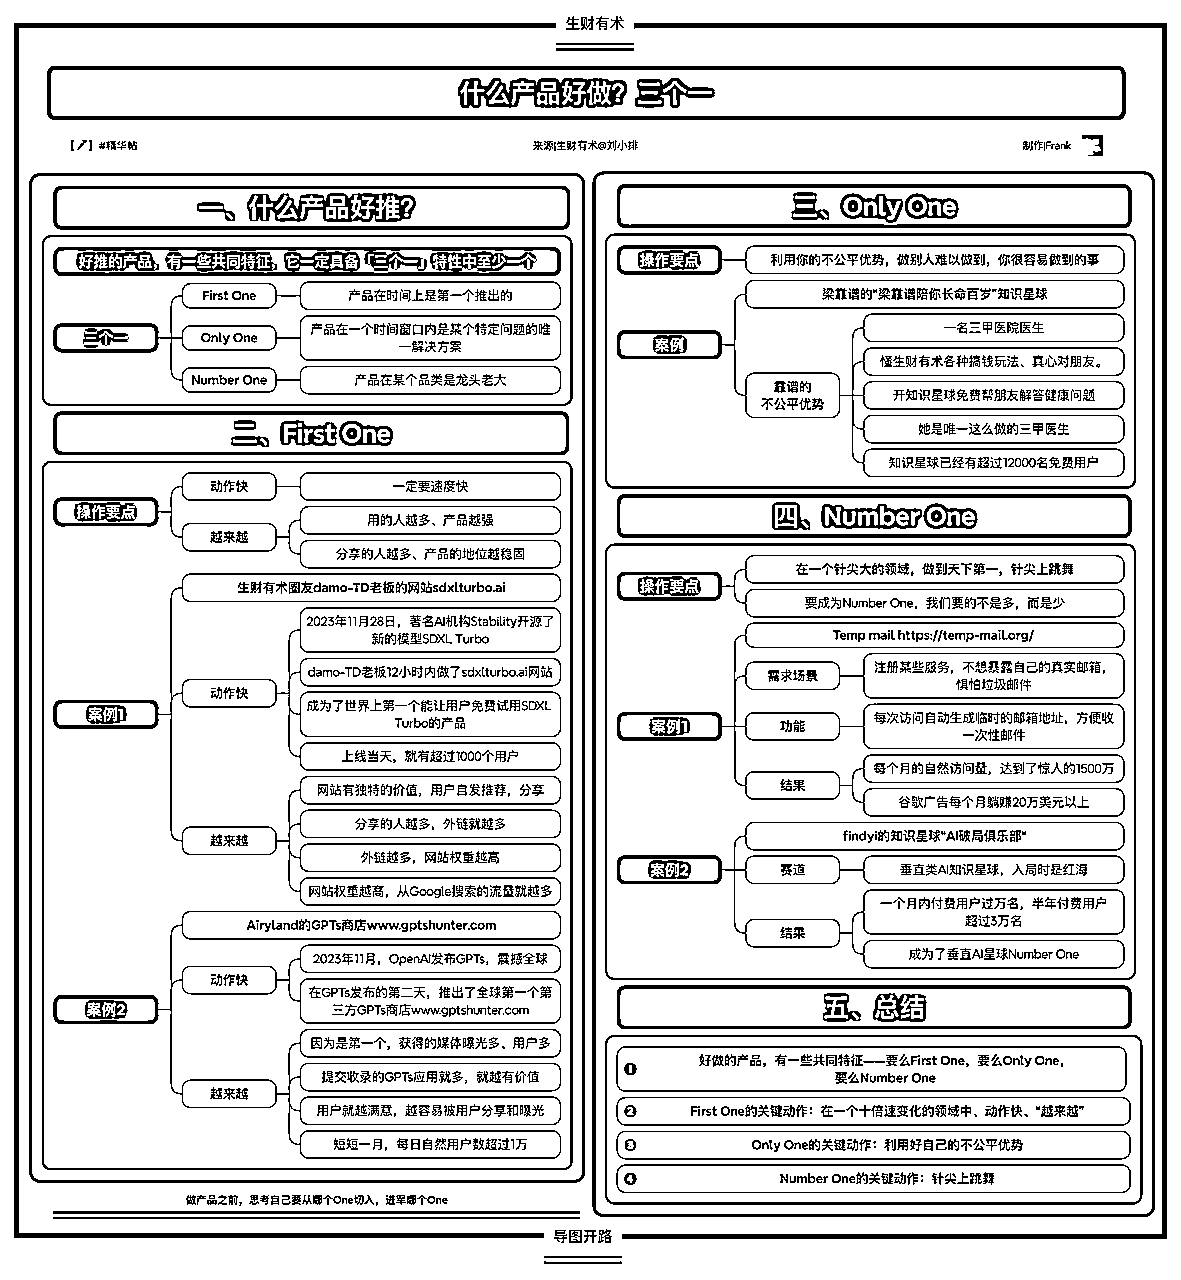 生财有术
什么产品好做？三个一
【↗】#精华帖
来源|生财有术@刘小排
制作|Frank
一、什么产品好推？
好推的产品，有一些共同特征，它一定具备「三个一」特性中至少一个
三个一
First One
产品在时间上是第一个推出的
Only One
产品在一个时间窗口内是某个特定问题的唯
一解决方案
Number One
产品在某个品类是龙头老大
二、First One
操作要点
动作快
一定要速度快
越来越
用的人越多、产品越强
分享的人越多、产品的地位越稳固
案例1
生财有术圈友damo-TD老板的网站sdxlturbo.ai
动作快
2023年11月28日，著名AI机构Stability开源了
新的模型SDXL Turbo
damo-TD老板12小时内做了sdxlturbo.ai网站
成为了世界上第一个能让用户免费试用SDXL
Turbo的产品
上线当天，就有超过1000个用户
越来越
网站有独特的价值，用户自发推荐，分享
分享的人越多，外链就越多
外链越多，网站权重越高
网站权重越高，从Google搜索的流量就越多
案例2
Airyland的GPTs商店www.gptshunter.com
动作快
2023年11月，OpenAI发布GPTs，震撼全球
在GPTs发布的第二天，推出了全球第一个第
三方GPTs商店www.gptshunter.com
越来越
因为是第一个，获得的媒体曝光多、用户多
提交收录的GPTs应用就多，就越有价值
用户就越满意，越容易被用户分享和曝光
短短一月，每日自然用户数超过1万
做产品之前，思考自己要从哪个One切入，进军哪个One
三、Only One
操作要点
利用你的不公平优势，做别人难以做到，你很容易做到的事
案例
梁靠谱的“梁靠谱陪你长命百岁”知识星球
靠谱的
不公平优势
一名三甲医院医生
懂生财有术各种搞钱玩法、真心对朋友。
开知识星球免费帮朋友解答健康问题
她是唯一这么做的三甲医生
知识星球已经有超过12000名免费用户
四、Number One
操作要点
在一个针尖大的领域，做到天下第一，针尖上跳舞
要成为Number One，我们要的不是多，而是少
案例1
Temp mail https://temp-mail.org/
需求场景
注册某些服务，不想暴露自己的真实邮箱，
惧怕垃圾邮件
功能
每次访问自动生成临时的邮箱地址，方便收
一次性邮件
结果
每个月的自然访问量，达到了惊人的1500万
谷歌广告每个月躺赚20万美元以上
案例2
findyi的知识星球“AI破局俱乐部“
赛道
垂直类AI知识星球，入局时是红海
结果
一个月内付费用户过万名，半年付费用户
超过3万名
成为了垂直AI星球Number One
五、总结
1 好做的产品，有一些共同特征——要么First One，要么Only One，
要么Number One
2 First One的关键动作：在一个十倍速变化的领域中、动作快、“越来越”
3 Only One的关键动作：利用好自己的不公平优势
4 Number One的关键动作：针尖上跳舞
导图开路